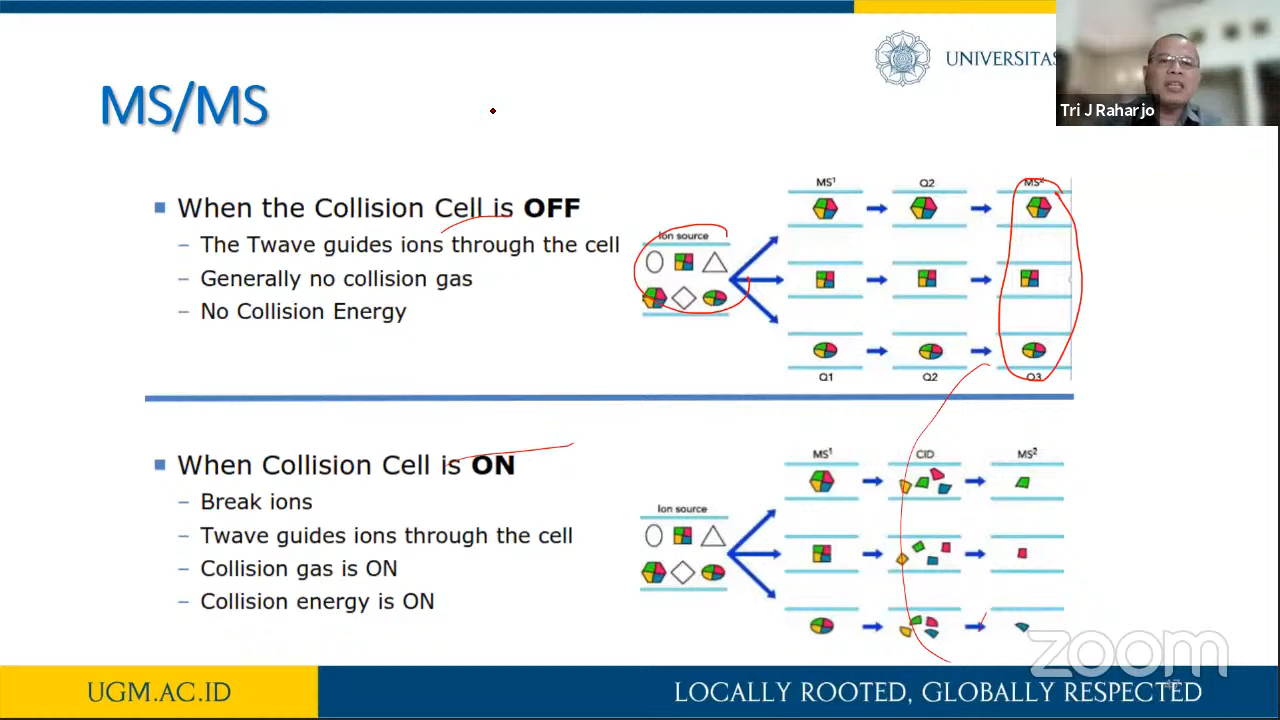 UNIVERSITAS
MS/MS
Tri J Raharjo
When the Collision Cell is OFF
– The Twave guides ions through the cell
– Generally no collision gas
– No Collision Energy
MS¹ Q2 MS²
Ion source
Q1 Q2 Q3
When Collision Cell is ON
– Break ions
– Twave guides ions through the cell
– Collision gas is ON
– Collision energy is ON
MS¹ CID MS²
Ion source
zoom
UGM.AC.ID
LOCALLY ROOTED, GLOBALLY RESPECTED